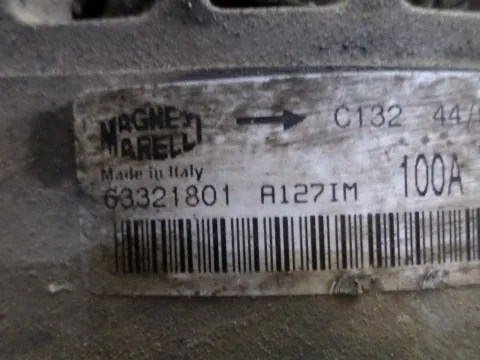 MAGNETI MARELLI
C132 44/
Made in Italy
63321801 A127IM 100A